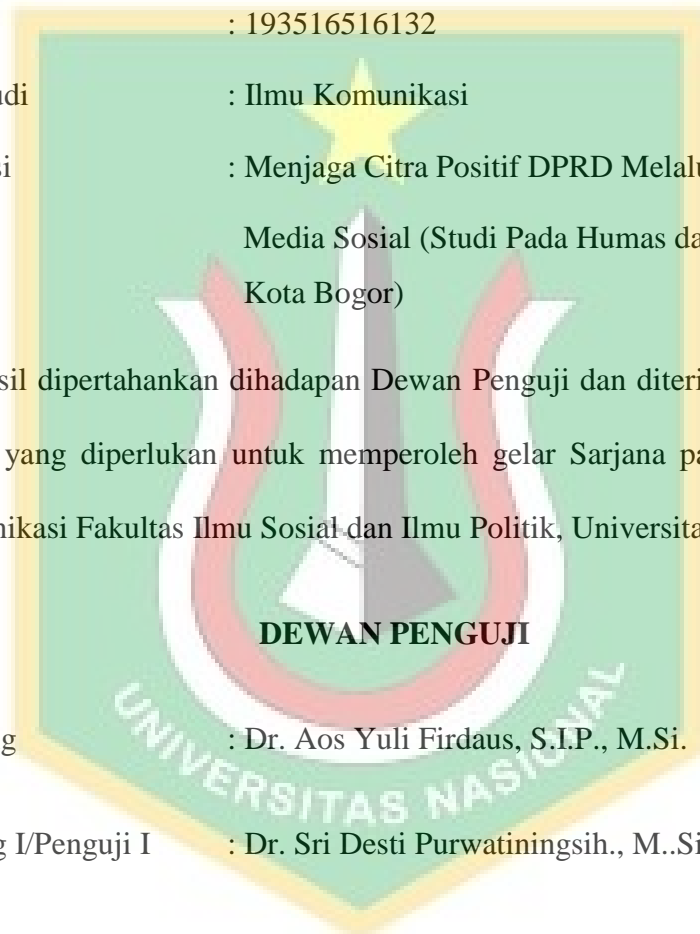 : 193516516132
udi : Ilmu Komunikasi
si : Menjaga Citra Positif DPRD Melalu
Media Sosial (Studi Pada Humas da
Kota Bogor)
sil dipertahankan dihadapan Dewan Penguji dan diteri
yang diperlukan untuk memperoleh gelar Sarjana pa
nikasi Fakultas Ilmu Sosial dan Ilmu Politik, Universita
DEWAN PENGUJI
g : Dr. Aos Yuli Firdaus, S.I.P., M.Si.
UNIVERSITAS NASIONAL
g I/Penguji I : Dr. Sri Desti Purwatiningsih., M..Si